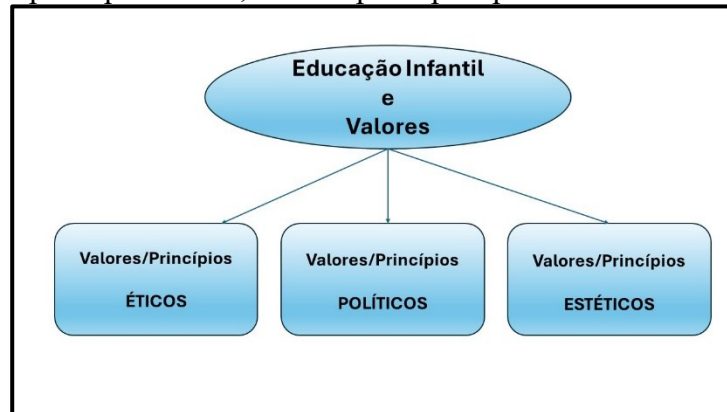 Educação Infantil
e
Valores
Valores/Princípios
ÉTICOS
Valores/Princípios
POLÍTICOS
Valores/Princípios
ESTÉTICOS